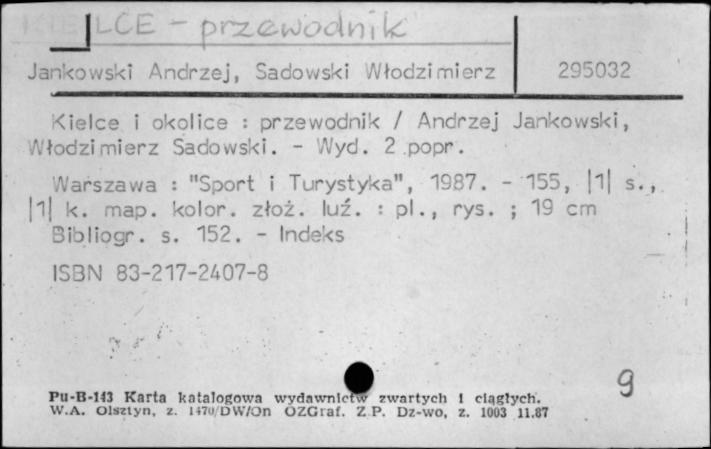 KIELCE - przewodnik
Jankowski Andrzej, Sadowski Włodzimierz 295032
Kielce i okolice : przewodnik / Andrzej Jankowski,
Włodzimierz Sadowski. - Wyd. 2 popr.
Warszawa : "Sport i Turystyka", 1987. - 155, |1| s.,
|1| k. map. kolor. złoż. luź. : pl., rys. ; 19 cm
Bibliogr. s. 152. - Indeks
ISBN 83-217-2407-8
9
Pu-B-143 Karta katalogowa wydawnictw zwartych i ciągłych.
W.A. Olsztyn, z. 1470/DW/On OZGraf. Z.P. Dz-wo, z. 1003 11.87